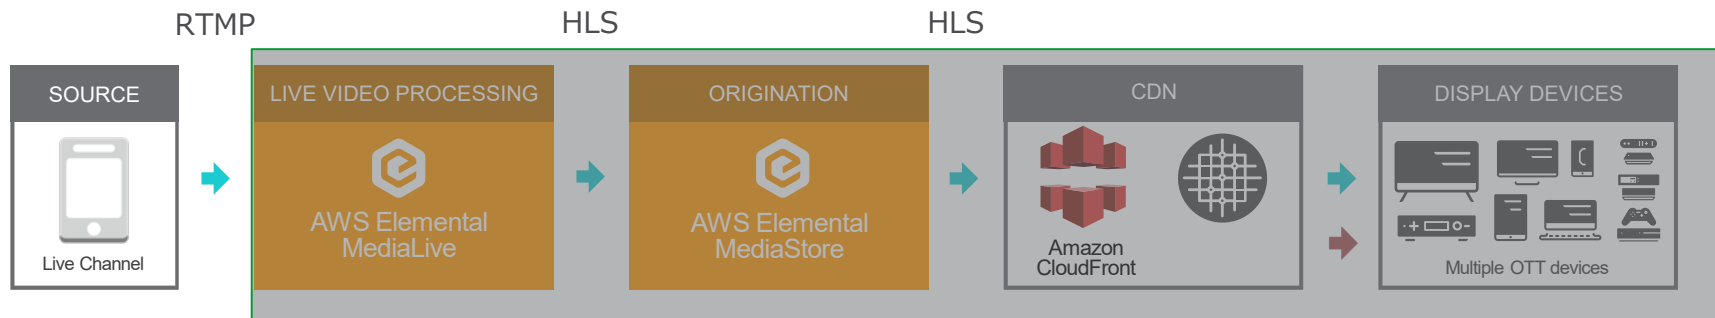 RTMP
HLS
HLS
SOURCE
Live Channel
LIVE VIDEO PROCESSING
AWS Elemental
MediaLive
ORIGINATION
AWS Elemental
MediaStore
CDN
Amazon
CloudFront
DISPLAY DEVICES
Multiple OTT devices